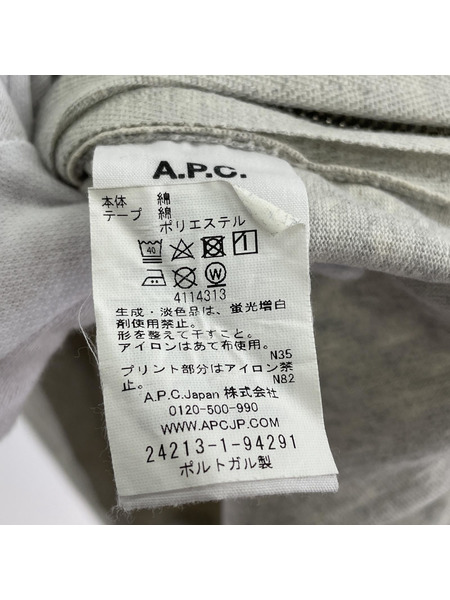 A.P.C.
本体 綿
テープ 綿
ポリエステル
40
W
4114313
生成・淡色品は、蛍光増白
剤使用禁止。
形を整えて干すこと。
アイロンはあて布使用。
N35
プリント部分はアイロン禁
止。
N82
A.P.C.Japan 株式会社
0120-500-990
WWW.APCJP.COM
24213-1-94291
ポルトガル製